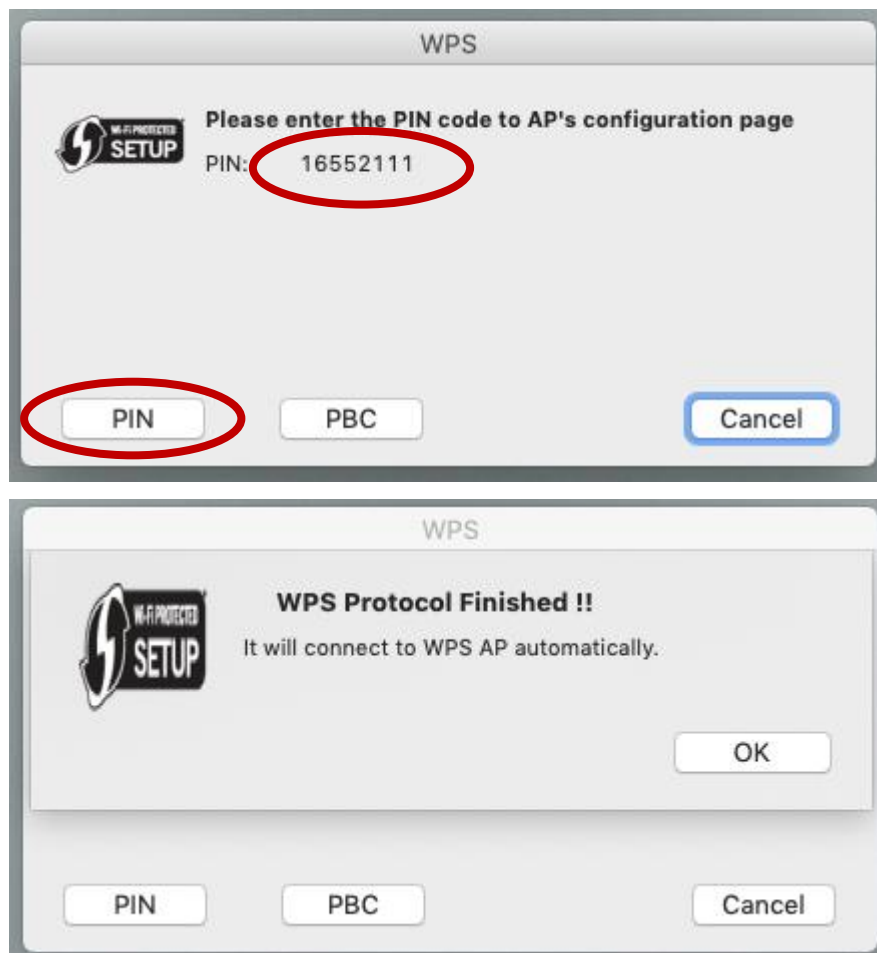 WPS
Wi-Fi PROTECTED
SETUP
Please enter the PIN code to AP's configuration page
PIN: 16552111
PIN PBC Cancel
WPS
Wi-Fi PROTECTED
SETUP
WPS Protocol Finished !!
It will connect to WPS AP automatically.
OK
PIN PBC Cancel